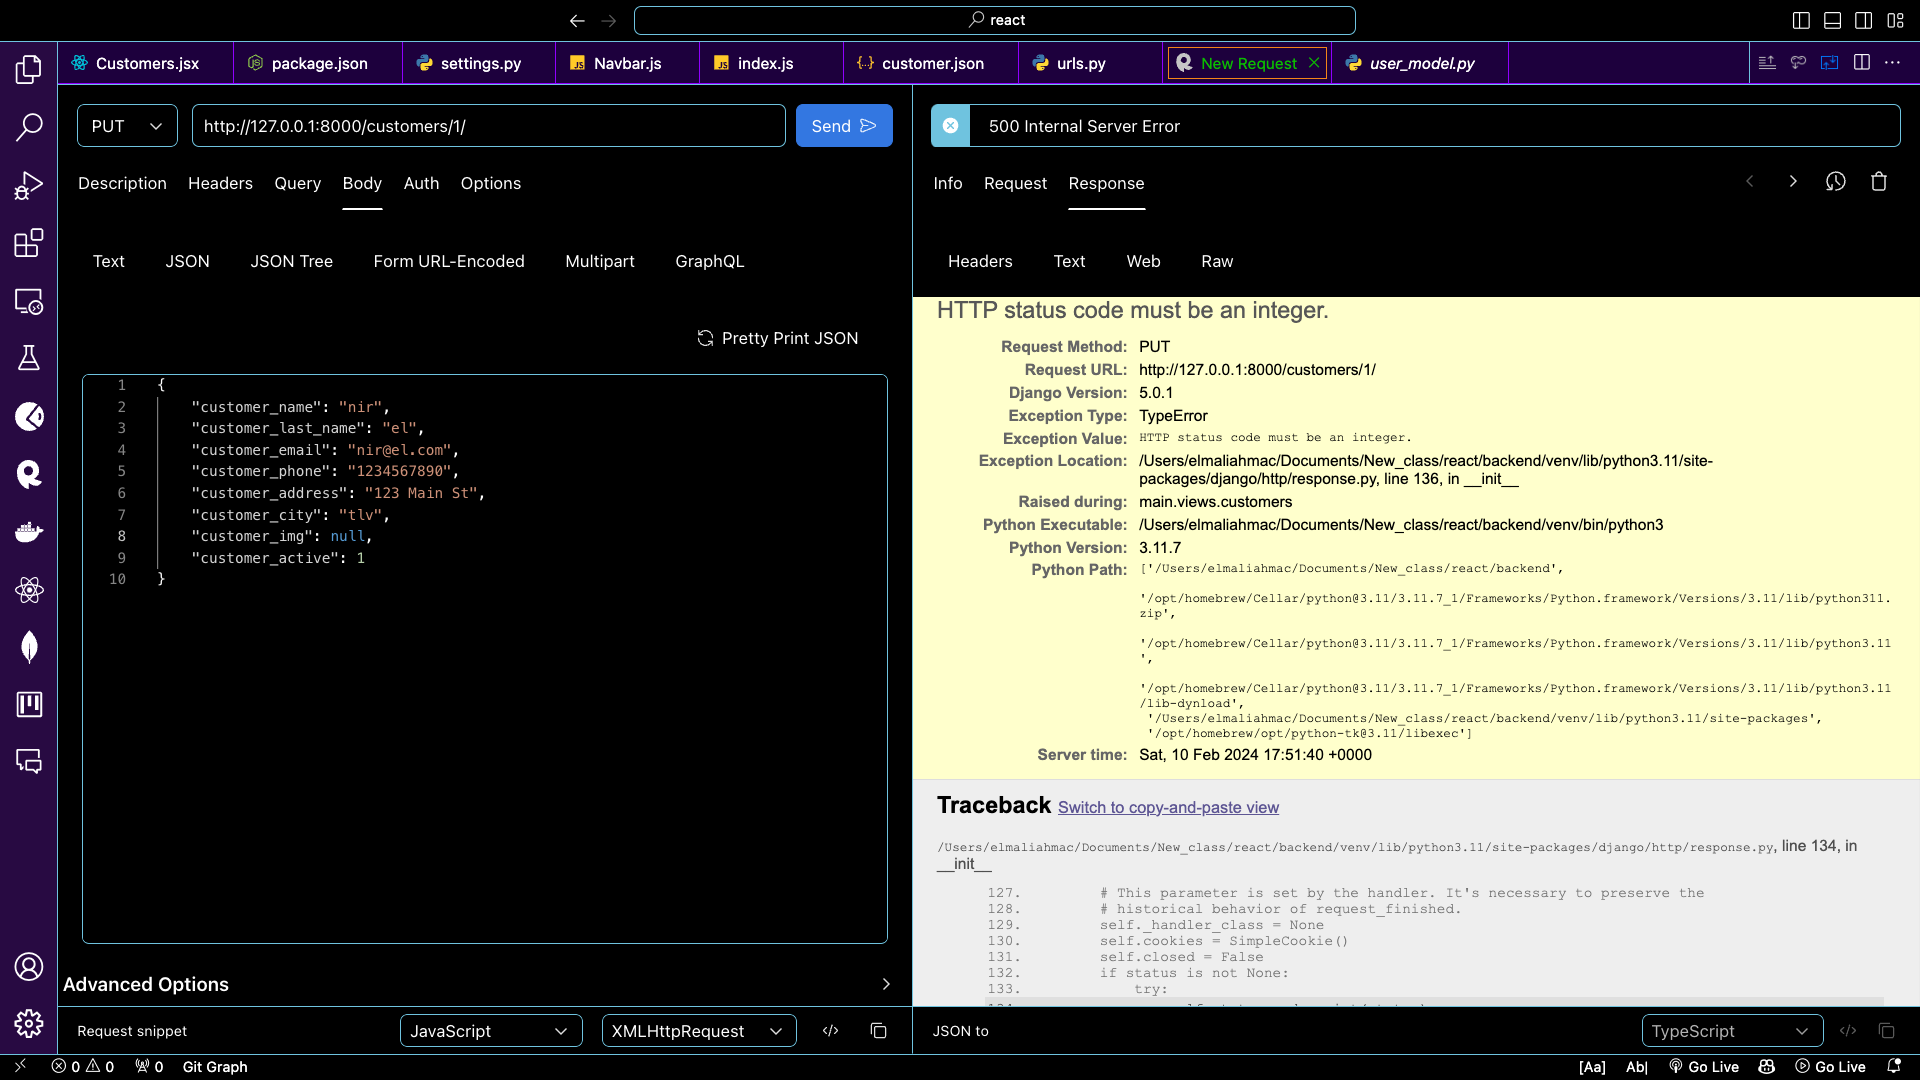 react
Customers.jsx
package.json
settings.py
Navbar.js
index.js
customer.json
urls.py
New Request
user_model.py
PUT
http://127.0.0.1:8000/customers/1/
Send
Description Headers Query Body Auth Options
Text JSON JSON Tree Form URL-Encoded Multipart GraphQL
Pretty Print JSON
1 {
2 "customer_name": "nir",
3 "customer_last_name": "el",
4 "customer_email": "nir@el.com",
5 "customer_phone": "1234567890",
6 "customer_address": "123 Main St",
7 "customer_city": "tlv",
8 "customer_img": null,
9 "customer_active": 1
10 }
Advanced Options
Request snippet JavaScript XMLHttpRequest
500 Internal Server Error
Info Request Response
Headers Text Web Raw
HTTP status code must be an integer.
Request Method: PUT
Request URL: http://127.0.0.1:8000/customers/1/
Django Version: 5.0.1
Exception Type: TypeError
Exception Value: HTTP status code must be an integer.
Exception Location: /Users/elmaliahmac/Documents/New_class/react/backend/venv/lib/python3.11/site-
packages/django/http/response.py, line 136, in __init__
Raised during: main.views.customers
Python Executable: /Users/elmaliahmac/Documents/New_class/react/backend/venv/bin/python3
Python Version: 3.11.7
Python Path: ['/Users/elmaliahmac/Documents/New_class/react/backend',
'/opt/homebrew/Cellar/python@3.11/3.11.7_1/Frameworks/Python.framework/Versions/3.11/lib/python311.
zip',
'/opt/homebrew/Cellar/python@3.11/3.11.7_1/Frameworks/Python.framework/Versions/3.11/lib/python3.11
',
'/opt/homebrew/Cellar/python@3.11/3.11.7_1/Frameworks/Python.framework/Versions/3.11/lib/python3.11
/lib-dynload',
'/Users/elmaliahmac/Documents/New_class/react/backend/venv/lib/python3.11/site-packages',
'/opt/homebrew/opt/python-tk@3.11/libexec']
Server time: Sat, 10 Feb 2024 17:51:40 +0000
Traceback Switch to copy-and-paste view
/Users/elmaliahmac/Documents/New_class/react/backend/venv/lib/python3.11/site-packages/django/http/response.py, line 134, in
__init__
127. # This parameter is set by the handler. It's necessary to preserve the
128. # historical behavior of request_finished.
129. self._handler_class = None
130. self.cookies = SimpleCookie()
131. self.closed = False
132. if status is not None:
133. try:
JSON to TypeScript
0 0 0 Git Graph [Aa] Ab| Go Live Go Live